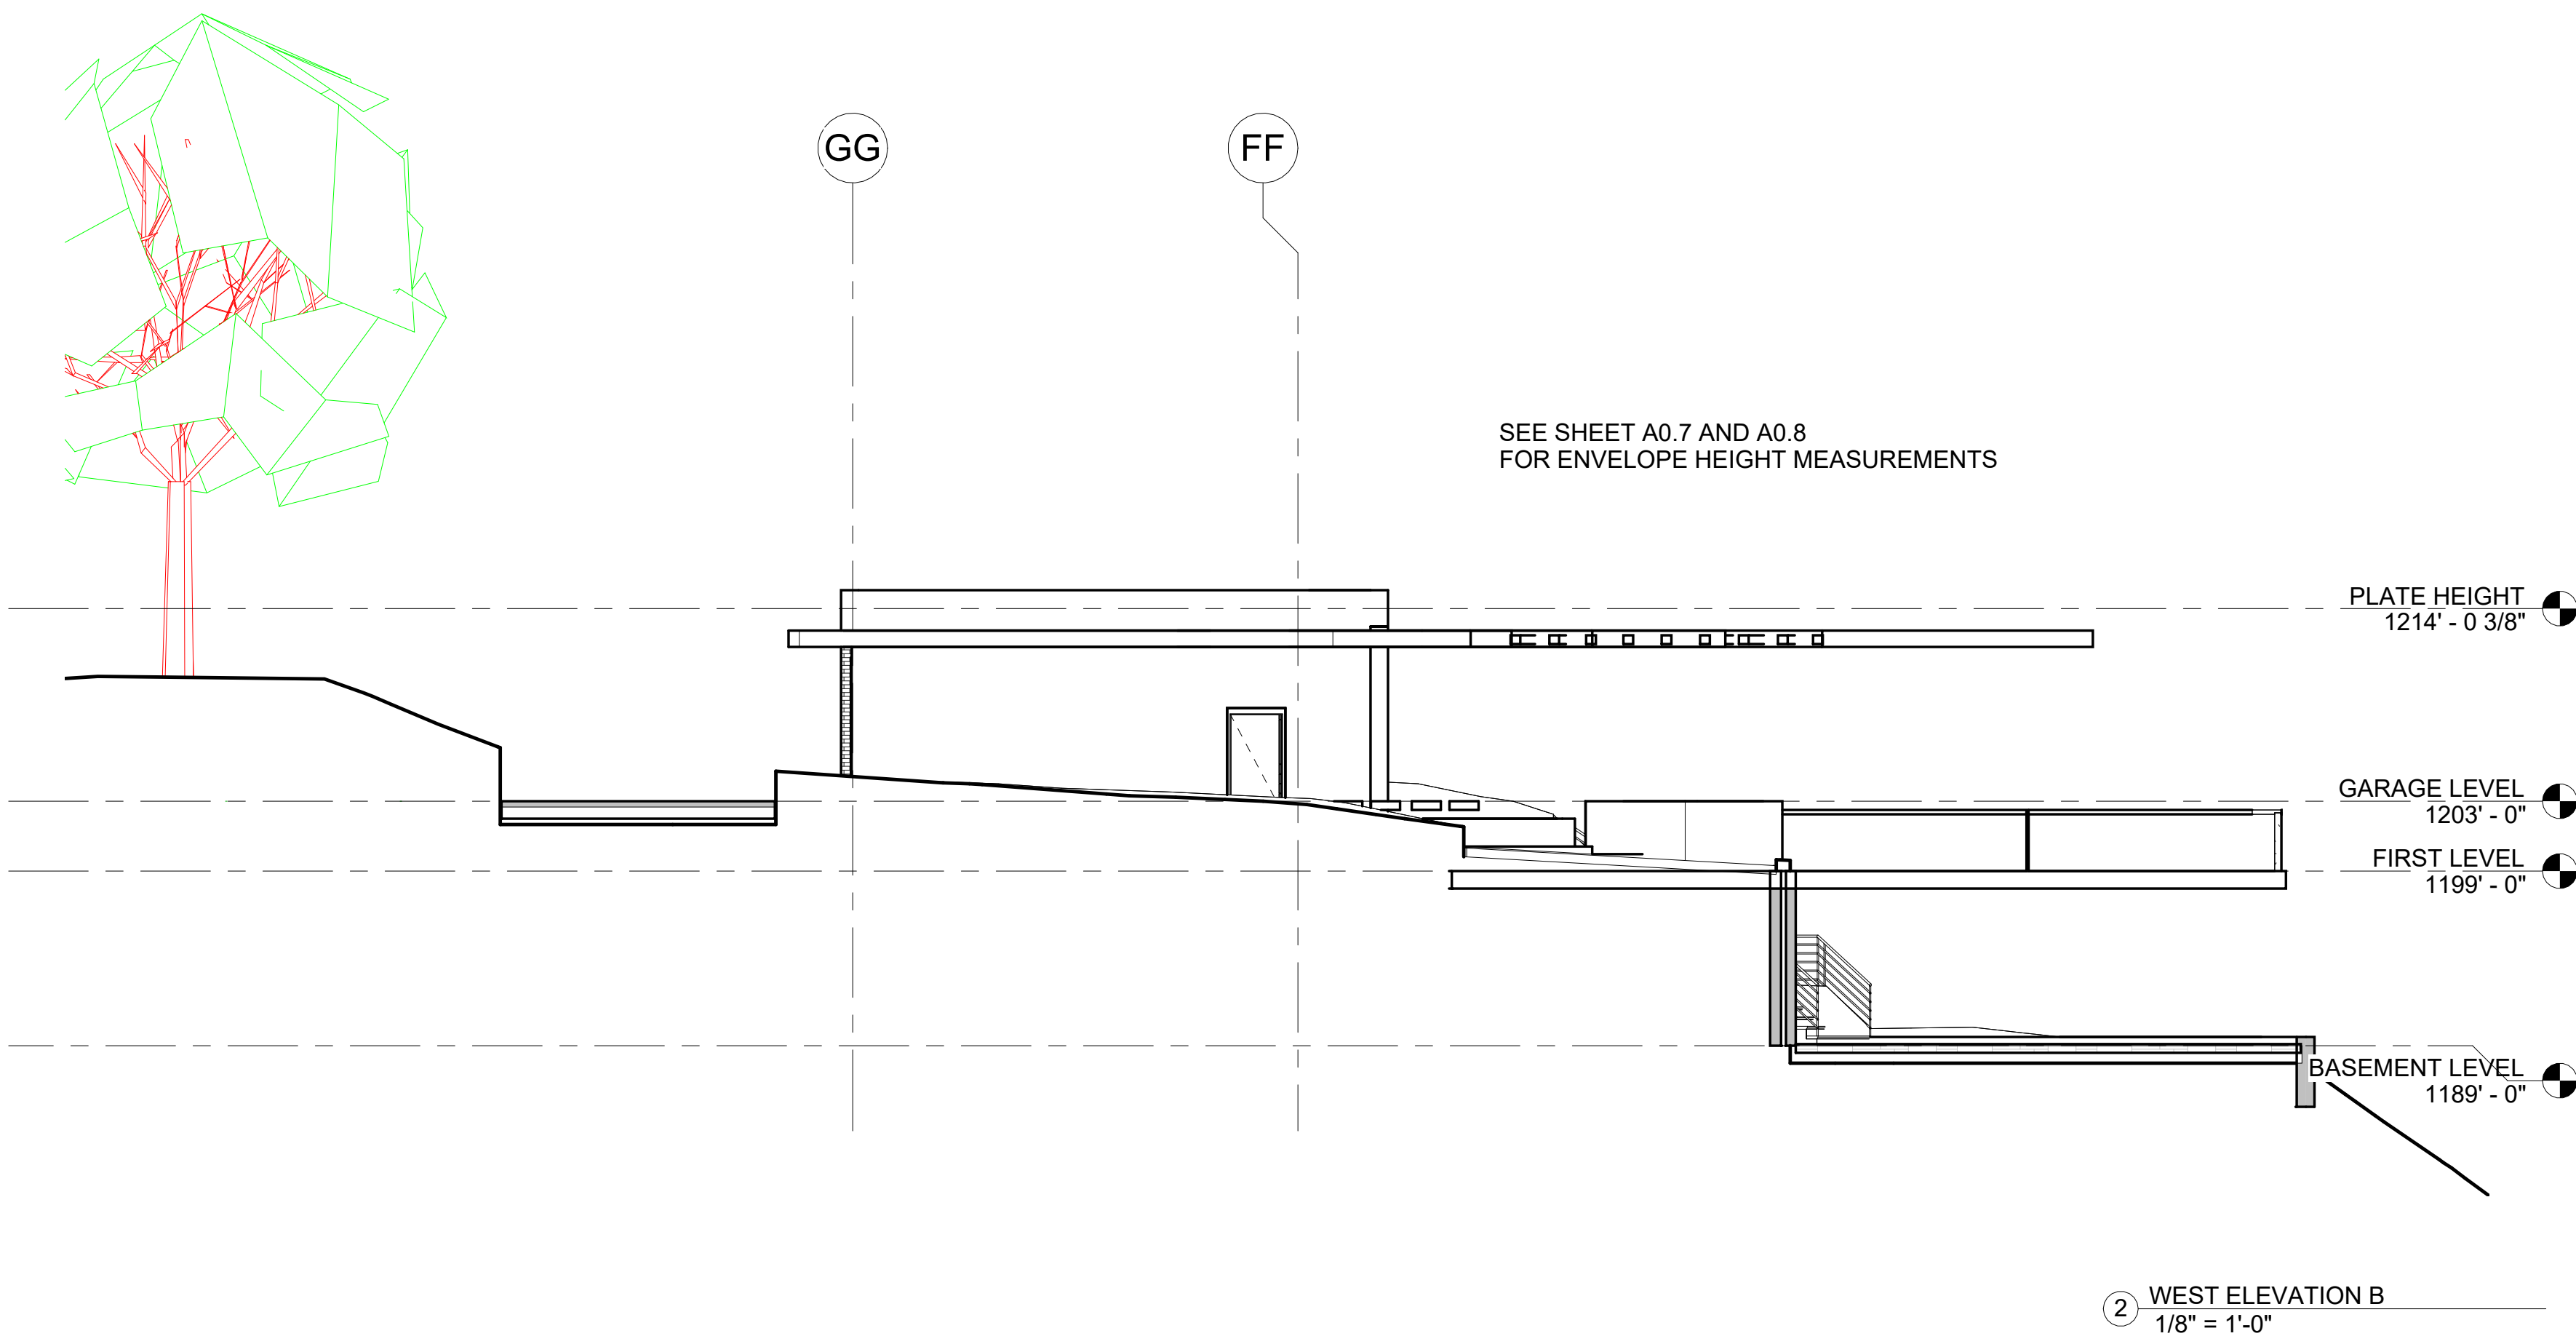 GG
FF
SEE SHEET A0.7 AND A0.8
FOR ENVELOPE HEIGHT MEASUREMENTS
PLATE HEIGHT
1214' - 0 3/8"
GARAGE LEVEL
1203' - 0"
FIRST LEVEL
1199' - 0"
BASEMENT LEVEL
1189' - 0"
2
WEST ELEVATION B
1/8" = 1'-0"